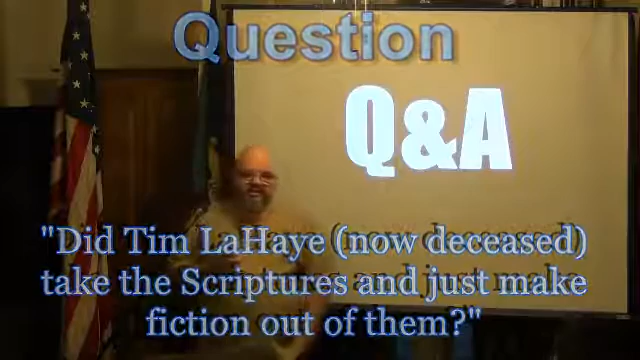 Question
Q&A
"Did Tim LaHaye (now deceased)
take the Scriptures and just make
fiction out of them?"